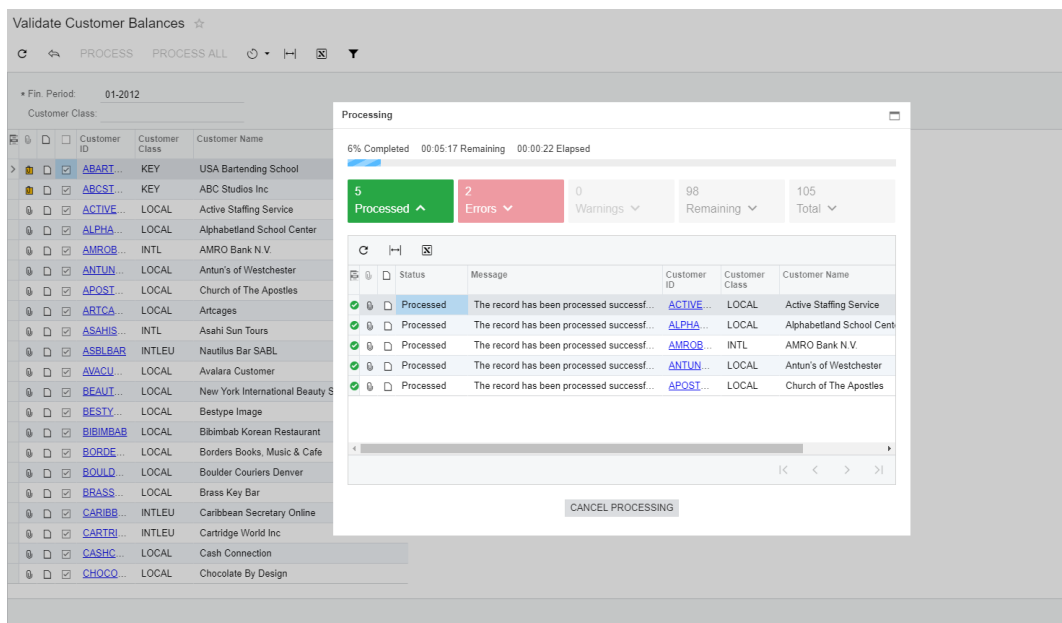 Validate Customer Balances
PROCESS PROCESS ALL
* Fin. Period: 01-2012
Customer Class:
Customer ID Customer Class Customer Name
ABART... KEY USA Bartending School
ABCST... KEY ABC Studios Inc
ACTIVE... LOCAL Active Staffing Service
ALPHA... LOCAL Alphabetland School Center
AMROB... INTL AMRO Bank N.V.
ANTUN... LOCAL Antun's of Westchester
APOST... LOCAL Church of The Apostles
ARTCA... LOCAL Artcages
ASAHIS... INTL Asahi Sun Tours
ASBLBAR INTLEU Nautilus Bar SABL
AVACU... LOCAL Avalara Customer
BEAUT... LOCAL New York International Beauty S
BESTY... LOCAL Bestype Image
BIBIMBAB LOCAL Bibimbab Korean Restaurant
BORDE... LOCAL Borders Books, Music & Cafe
BOULD... LOCAL Boulder Couriers Denver
BRASS... LOCAL Brass Key Bar
CARIBB... INTLEU Caribbean Secretary Online
CARTRI... INTLEU Cartridge World Inc
CASHC... LOCAL Cash Connection
CHOCO... LOCAL Chocolate By Design
Processing
6% Completed 00:05:17 Remaining 00:00:22 Elapsed
5 2 0 98 105
Processed Errors Warnings Remaining Total
Status Message Customer ID Customer Class Customer Name
Processed The record has been processed successf... ACTIVE... LOCAL Active Staffing Service
Processed The record has been processed successf... ALPHA... LOCAL Alphabetland School Cent
Processed The record has been processed successf... AMROB... INTL AMRO Bank N.V.
Processed The record has been processed successf... ANTUN... LOCAL Antun's of Westchester
Processed The record has been processed successf... APOST... LOCAL Church of The Apostles
CANCEL PROCESSING